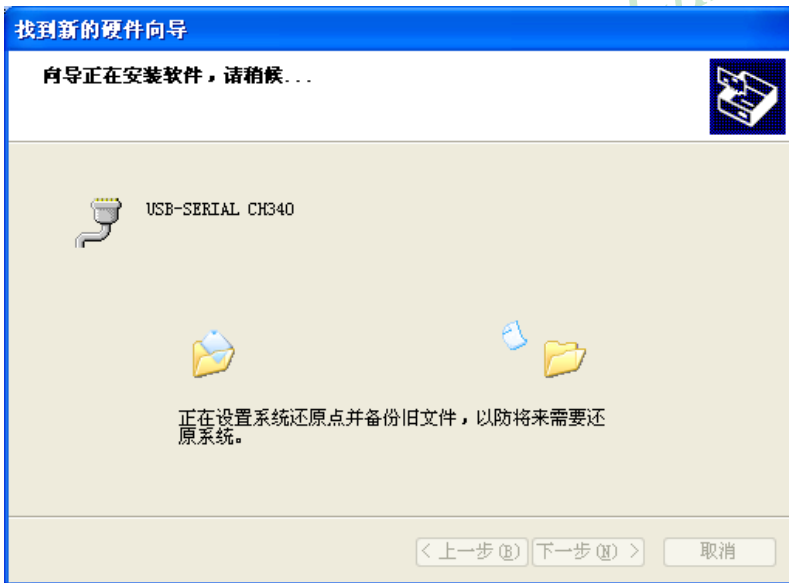 找到新的硬件向导
向导正在安装软件，请稍候...
USB-SERIAL CH340
正在设置系统还原点并备份旧文件，以防将来需要还
原系统。
< 上一步(B) 下一步(N) > 取消